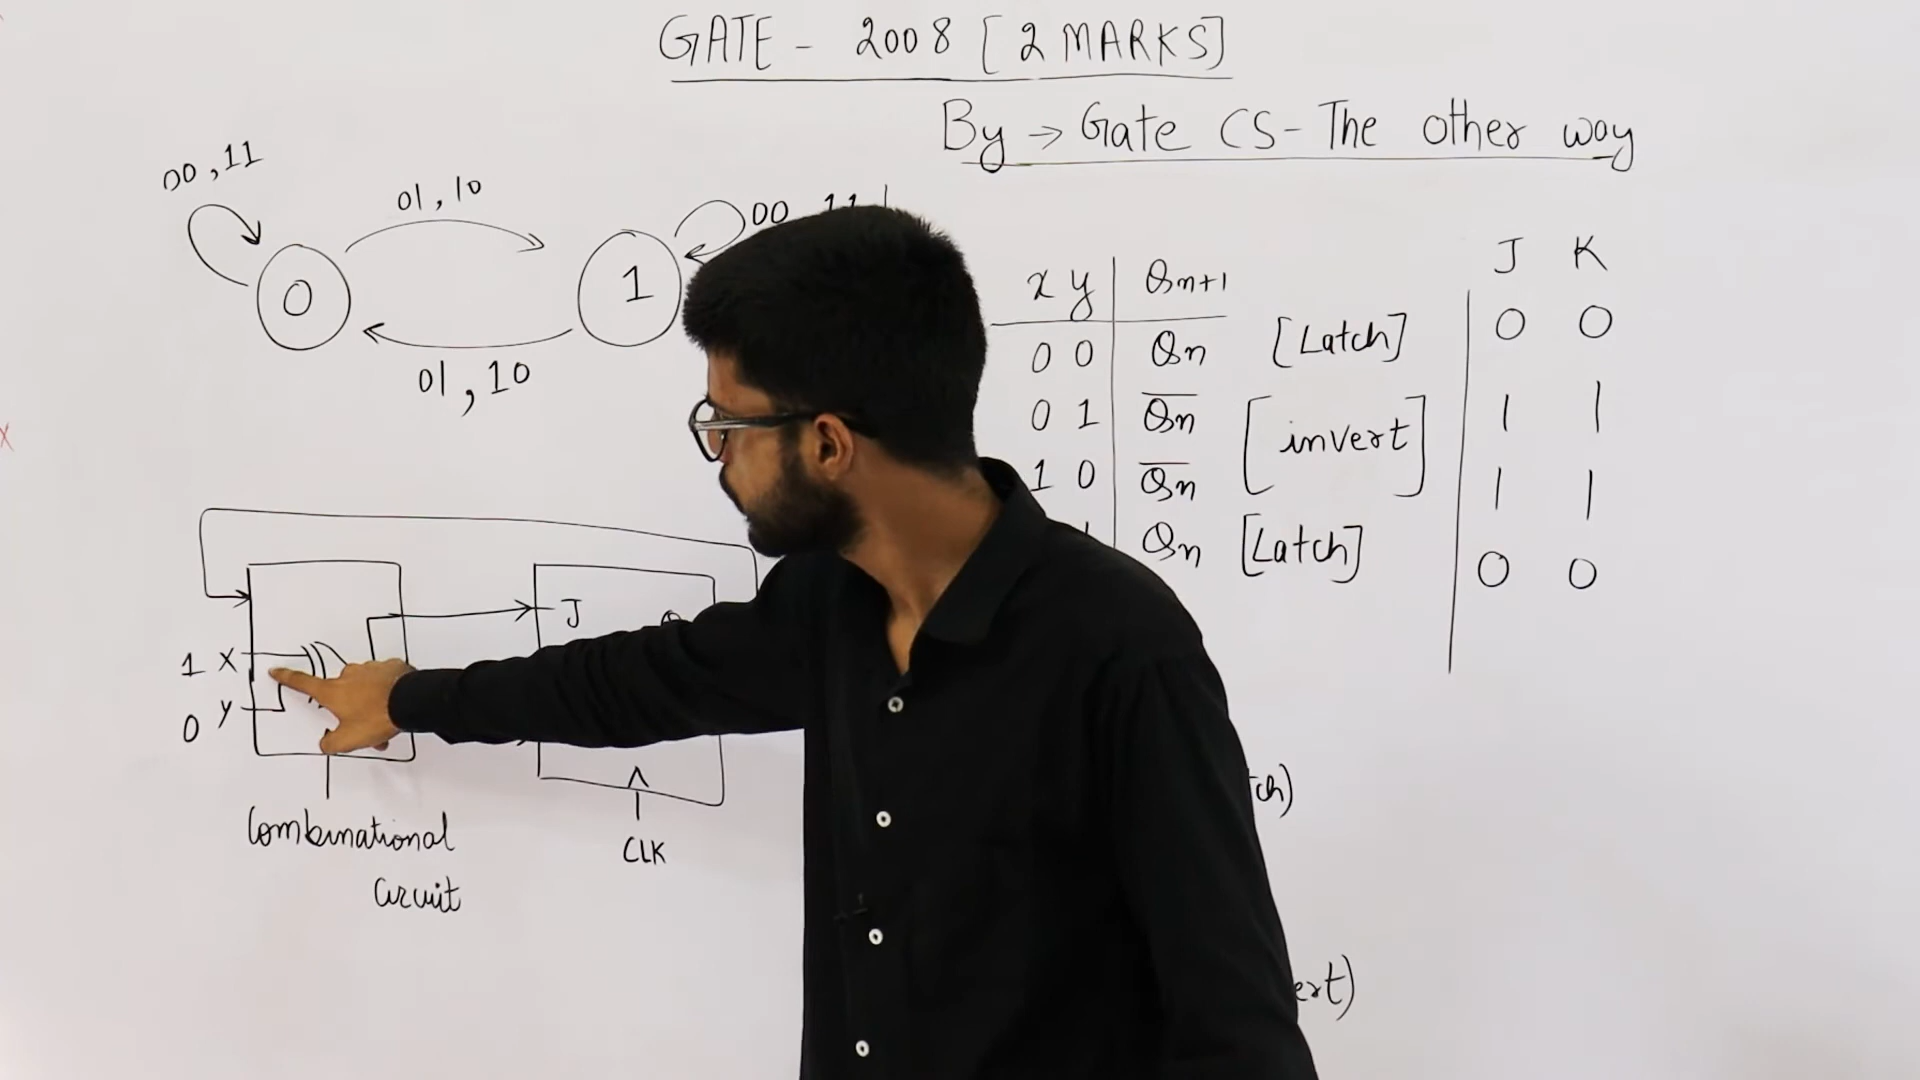 GATE - 2008 [2 MARKS]
By → Gate CS - The other way
00, 11
01, 10
00, 11
0
1
01, 10
x y Qn+1
0 0 Qn [Latch]
0 1 Q̅n̅
1 0 Q̅n̅
[invert]
Qn [Latch]
J K
0 0
1 1
1 1
0 0
J
1 X
0 Y
CLK
Combinational
Circuit
x